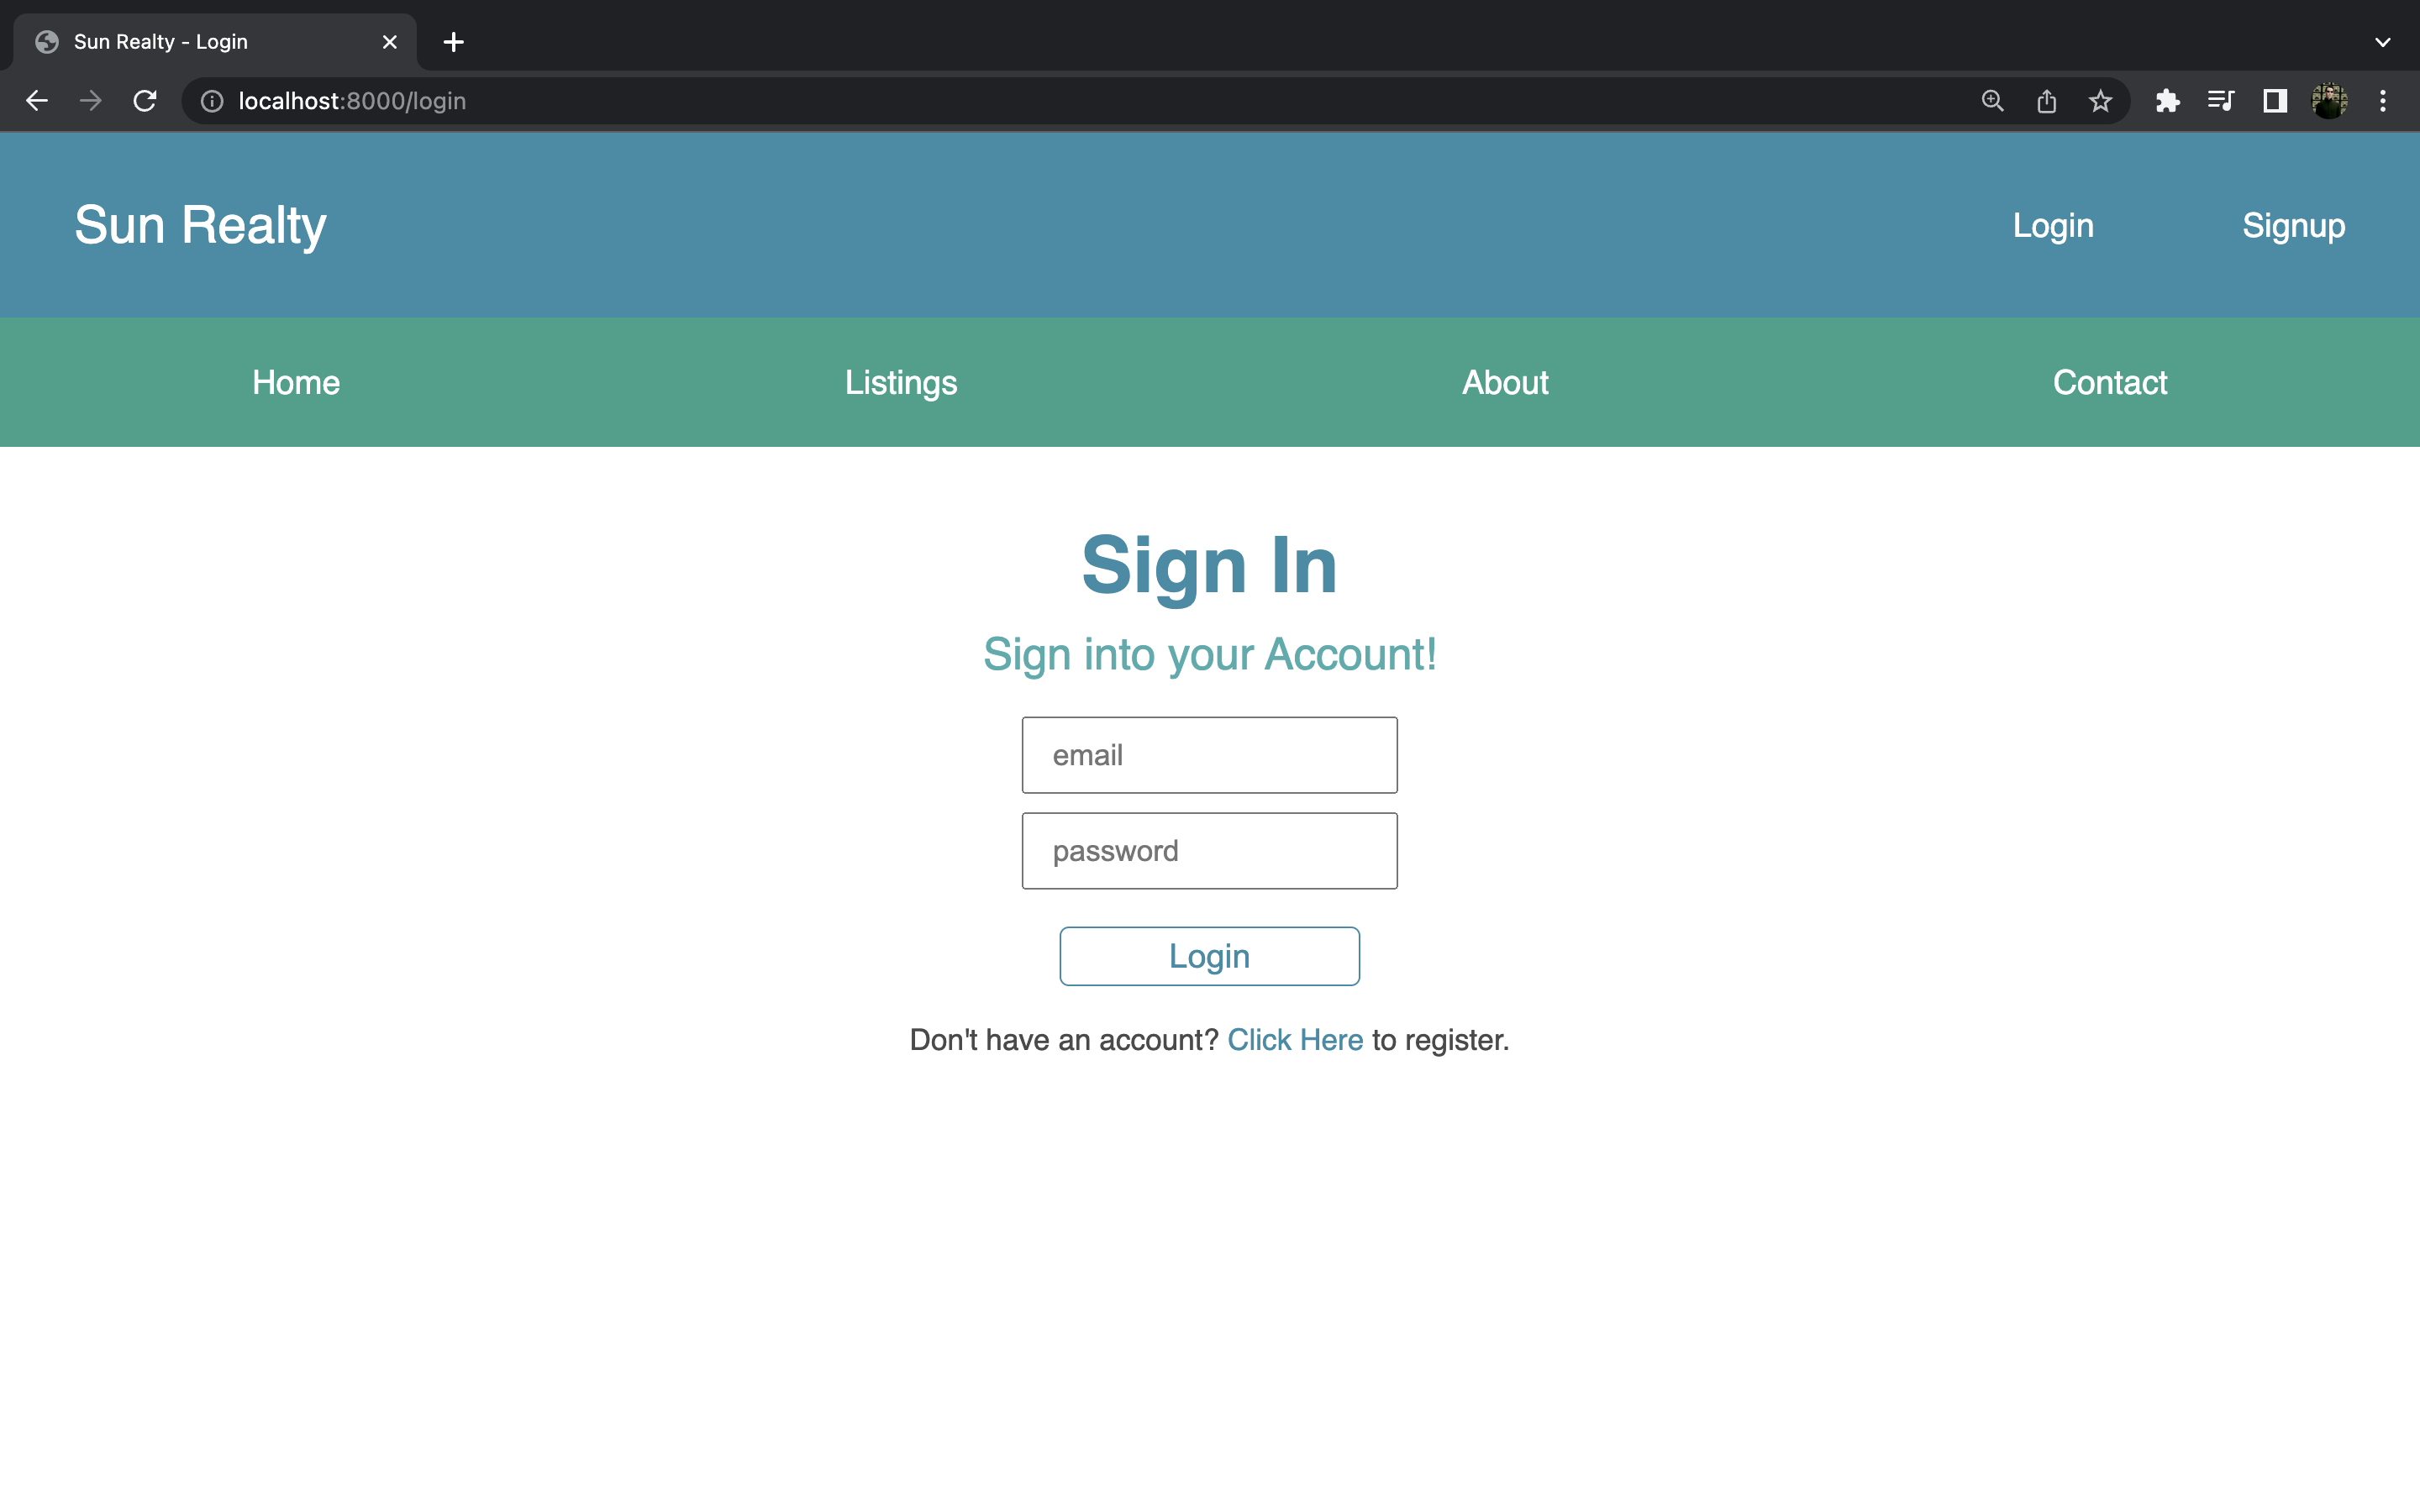 Sun Realty - Login
localhost:8000/login
Sun Realty
Login
Signup
Home
Listings
About
Contact
Sign In
Sign into your Account!
email
password
Login
Don't have an account? Click Here to register.